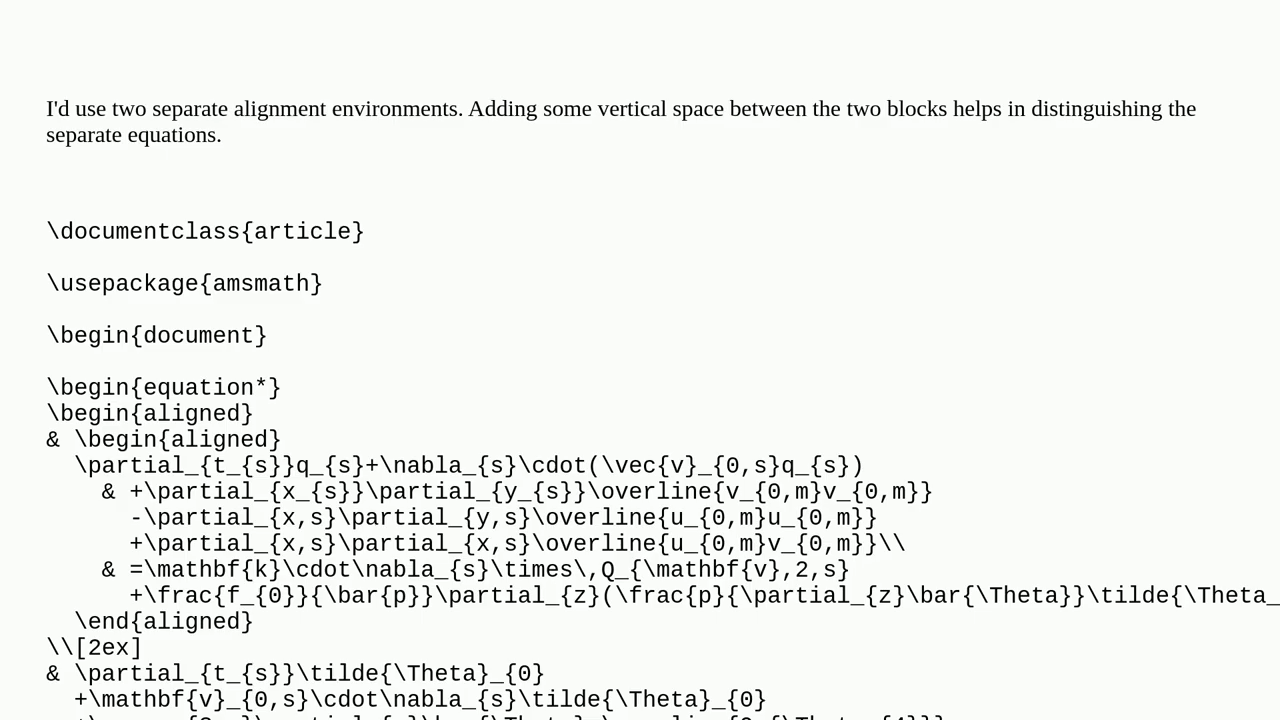 I'd use two separate alignment environments. Adding some vertical space between the two blocks helps in distinguishing the
separate equations.
\documentclass{article}
\usepackage{amsmath}
\begin{document}
\begin{equation*}
\begin{aligned}
& \begin{aligned}
  \partial_{t_{s}}q_{s}+\nabla_{s}\cdot(\vec{v}_{0,s}q_{s})
    & +\partial_{x_{s}}\partial_{y_{s}}\overline{v_{0,m}v_{0,m}}
      -\partial_{x,s}\partial_{y,s}\overline{u_{0,m}u_{0,m}}
      +\partial_{x,s}\partial_{x,s}\overline{u_{0,m}v_{0,m}}\\
    & =\mathbf{k}\cdot\nabla_{s}\times\,Q_{\mathbf{v},2,s}
      +\frac{f_{0}}{\bar{p}}\partial_{z}(\frac{p}{\partial_{z}\bar{\Theta}}\tilde{\Theta_
  \end{aligned}
\\[2ex]
& \partial_{t_{s}}\tilde{\Theta}_{0}
  +\mathbf{v}_{0,s}\cdot\nabla_{s}\tilde{\Theta}_{0}